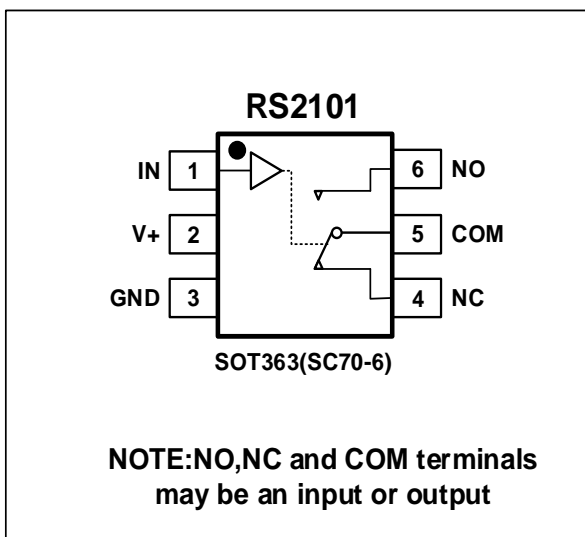 RS2101
IN 1
6 NO
V+ 2
5 COM
GND 3
4 NC
SOT363(SC70-6)
NOTE:NO,NC and COM terminals
may be an input or output